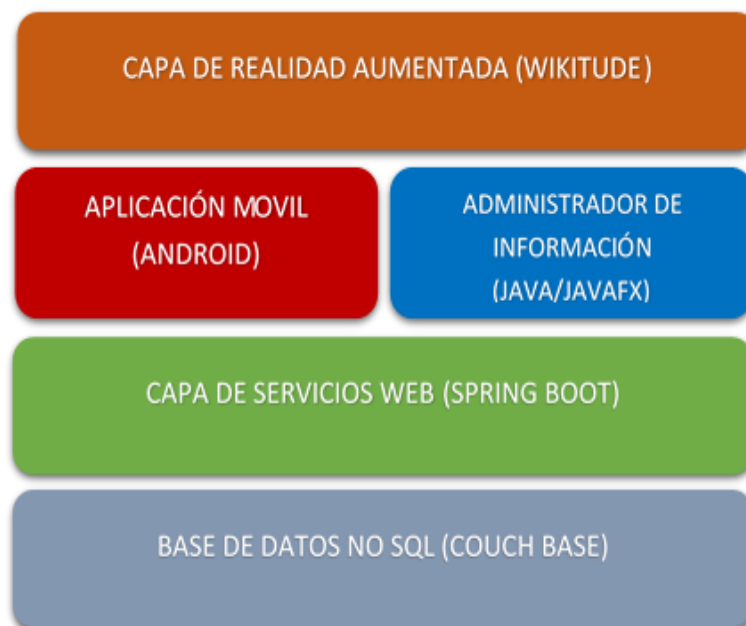 CAPA DE REALIDAD AUMENTADA (WIKITUDE)
APLICACIÓN MOVIL
(ANDROID)
ADMINISTRADOR DE
INFORMACIÓN
(JAVA/JAVAFX)
CAPA DE SERVICIOS WEB (SPRING BOOT)
BASE DE DATOS NO SQL (COUCH BASE)